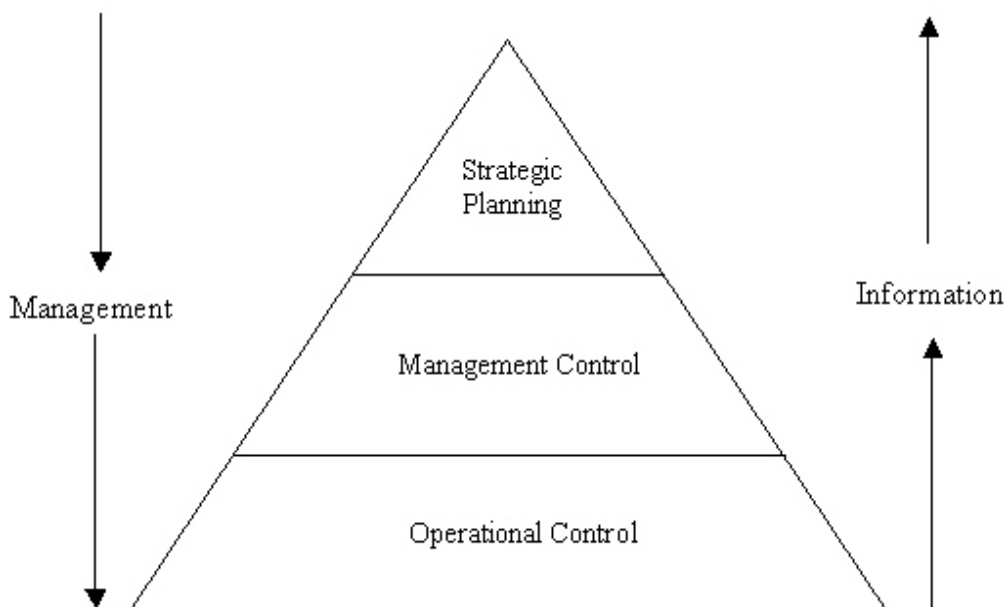 Strategic
Planning
Management
Information
Management Control
Operational Control